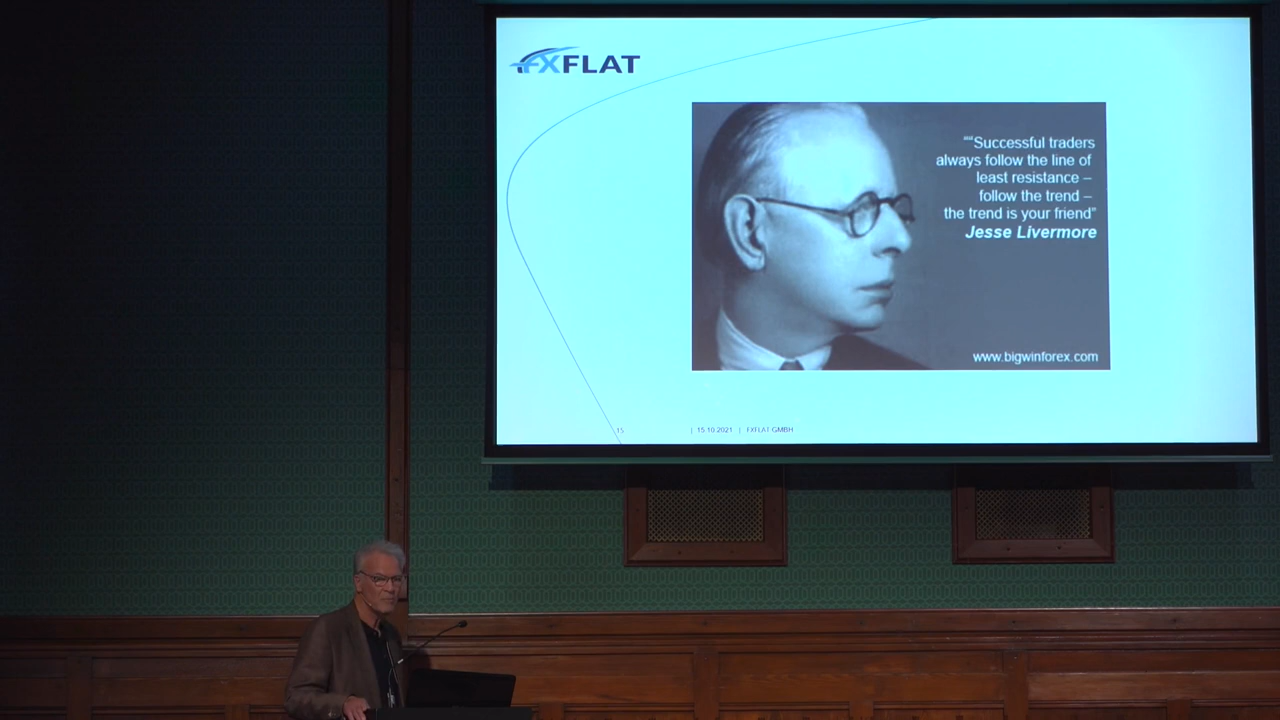 FXFLAT
““Successful traders
always follow the line of
least resistance –
follow the trend –
the trend is your friend”
Jesse Livermore
www.bigwinforex.com
15 | 15.10.2021 | FXFLAT GMBH